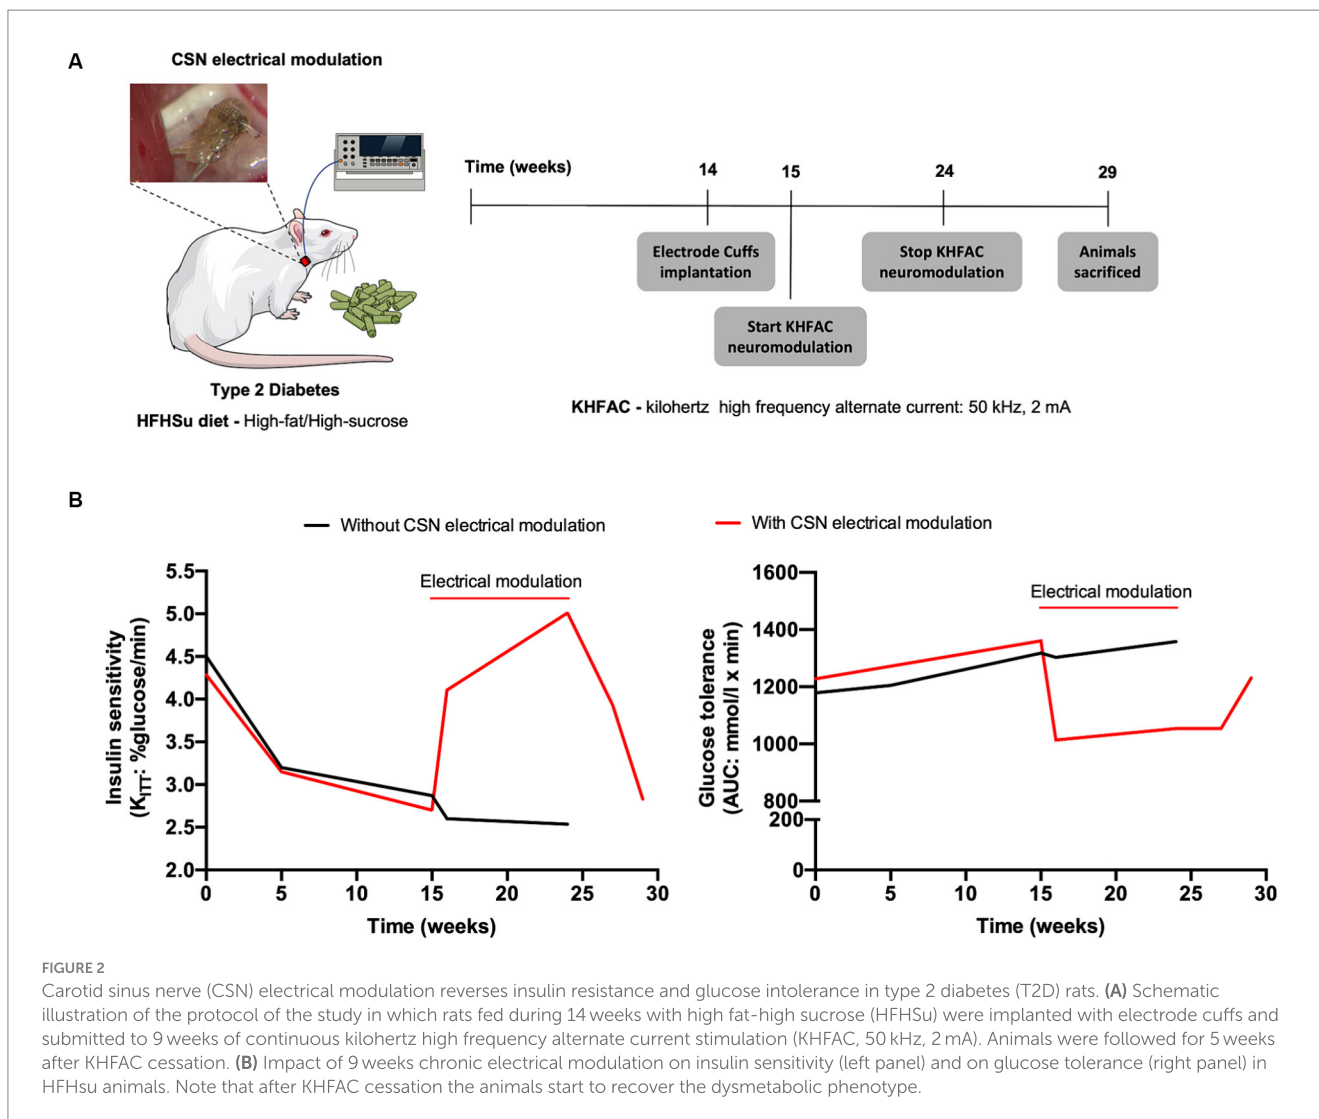 A
CSN electrical modulation
Time (weeks)
14
15
24
29
Electrode Cuffs
implantation
Stop KHFAC
neuromodulation
Animals
sacrificed
Start KHFAC
neuromodulation
Type 2 Diabetes
HFHSu diet - High-fat/High-sucrose
KHFAC - kilohertz high frequency alternate current: 50 kHz, 2 mA
B
Without CSN electrical modulation
With CSN electrical modulation
Insulin sensitivity
(KITT: %glucose/min)
5.5
5.0
4.5
4.0
3.5
3.0
2.5
2.0
Electrical modulation
0
5
10
15
20
25
30
Time (weeks)
Glucose tolerance
(AUC: mmol/l x min)
1600
1400
1200
1000
800
200
0
Electrical modulation
0
5
10
15
20
25
30
Time (weeks)
FIGURE 2
Carotid sinus nerve (CSN) electrical modulation reverses insulin resistance and glucose intolerance in type 2 diabetes (T2D) rats. (A) Schematic
illustration of the protocol of the study in which rats fed during 14 weeks with high fat-high sucrose (HFHSu) were implanted with electrode cuffs and
submitted to 9 weeks of continuous kilohertz high frequency alternate current stimulation (KHFAC, 50 kHz, 2 mA). Animals were followed for 5 weeks
after KHFAC cessation. (B) Impact of 9 weeks chronic electrical modulation on insulin sensitivity (left panel) and on glucose tolerance (right panel) in
HFHsu animals. Note that after KHFAC cessation the animals start to recover the dysmetabolic phenotype.